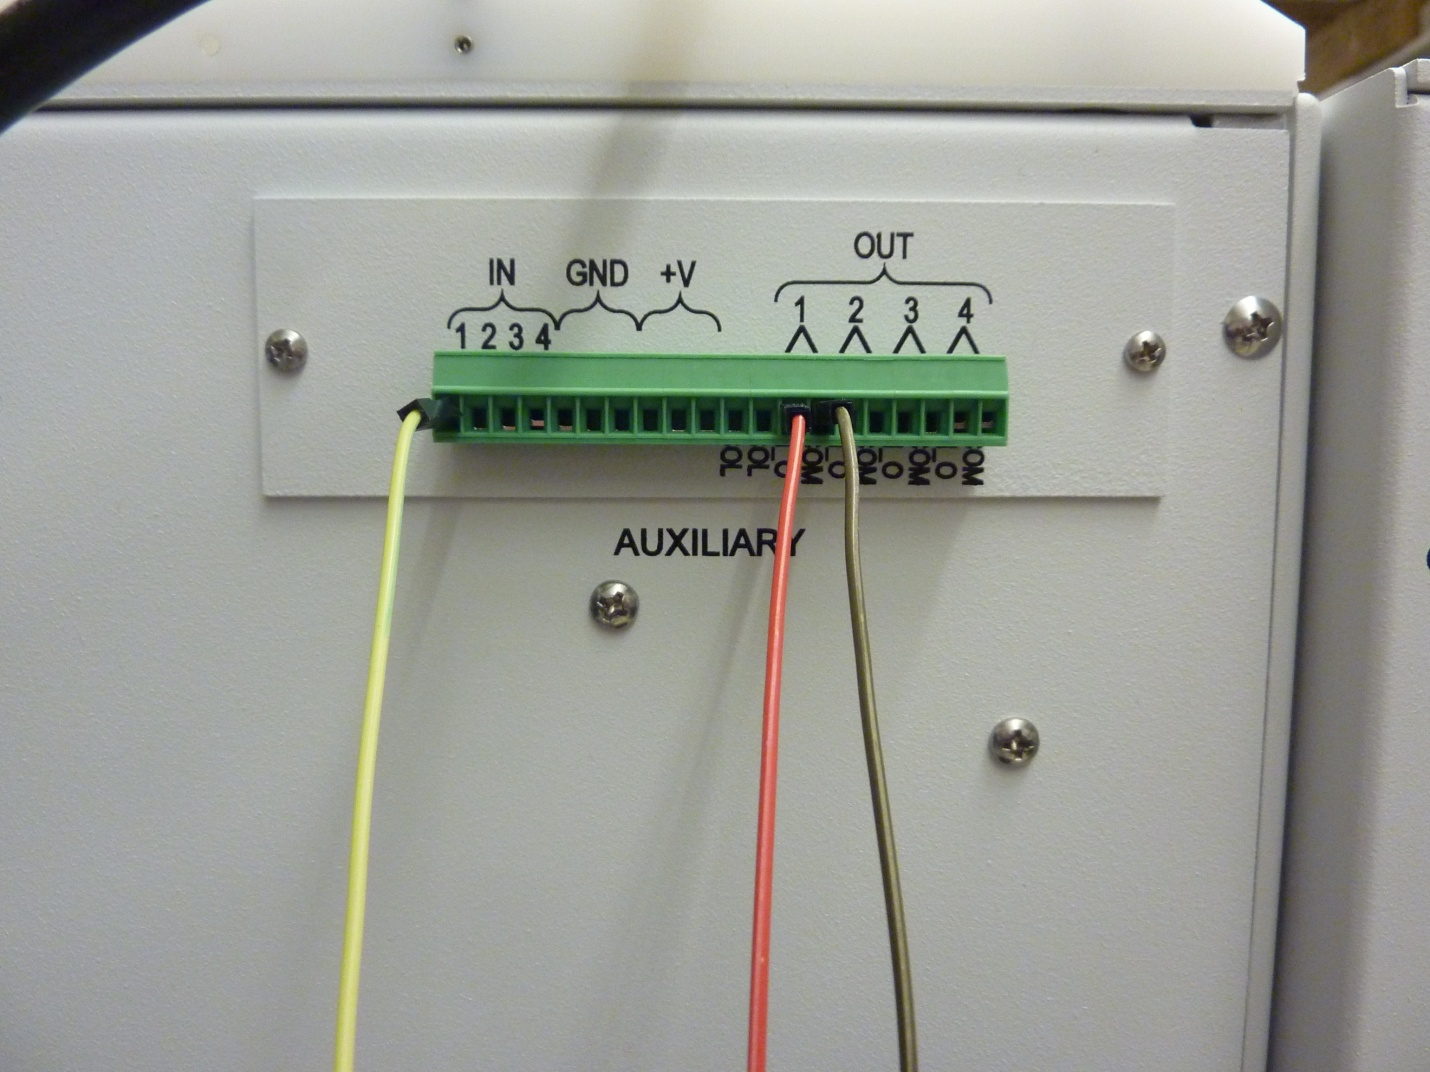 OUT
IN GND +V
1 2 3 4
1 2 3 4
AUXILIARY